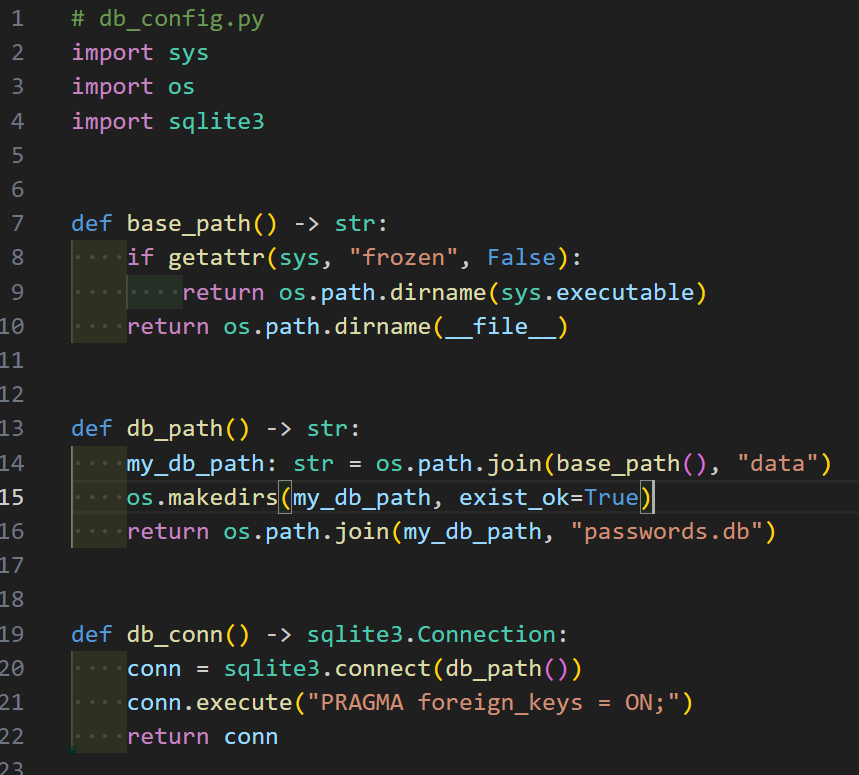 1 # db_config.py
2 import sys
3 import os
4 import sqlite3
5
6
7 def base_path() -> str:
8     if getattr(sys, "frozen", False):
9         return os.path.dirname(sys.executable)
10     return os.path.dirname(__file__)
11
12
13 def db_path() -> str:
14     my_db_path: str = os.path.join(base_path(), "data")
15     os.makedirs(my_db_path, exist_ok=True)
16     return os.path.join(my_db_path, "passwords.db")
17
18
19 def db_conn() -> sqlite3.Connection:
20     conn = sqlite3.connect(db_path())
21     conn.execute("PRAGMA foreign_keys = ON;")
22     return conn
23